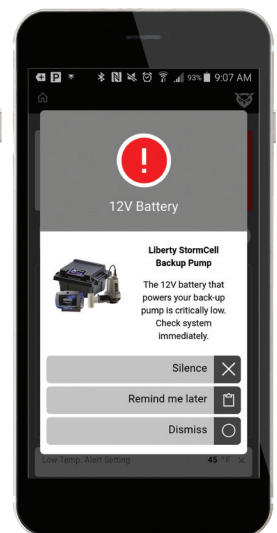 93% 9:07 AM
12V Battery
Liberty StormCell
Backup Pump
The 12V battery that
powers your back-up
pump is critically low.
Check system
immediately.
Silence
Remind me later
Dismiss
Low Temp. Alert Setting 45 °F